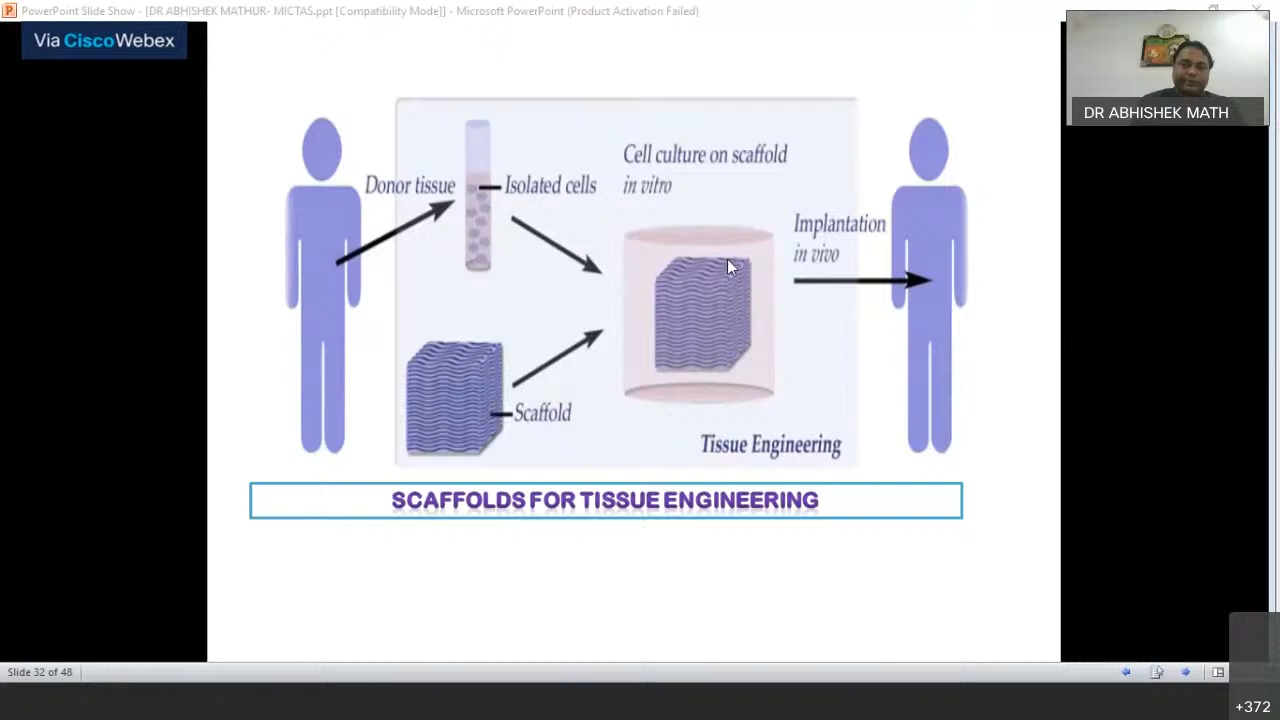 PowerPoint Slide Show - [DR ABHISHEK MATHUR- MICTAS.ppt [Compatibility Mode]] - Microsoft PowerPoint (Product Activation Failed)
Via CiscoWebex
DR ABHISHEK MATH
Cell culture on scaffold
in vitro
Donor tissue
Isolated cells
Implantation
in vivo
Scaffold
Tissue Engineering
SCAFFOLDS FOR TISSUE ENGINEERING
Slide 32 of 48
+372